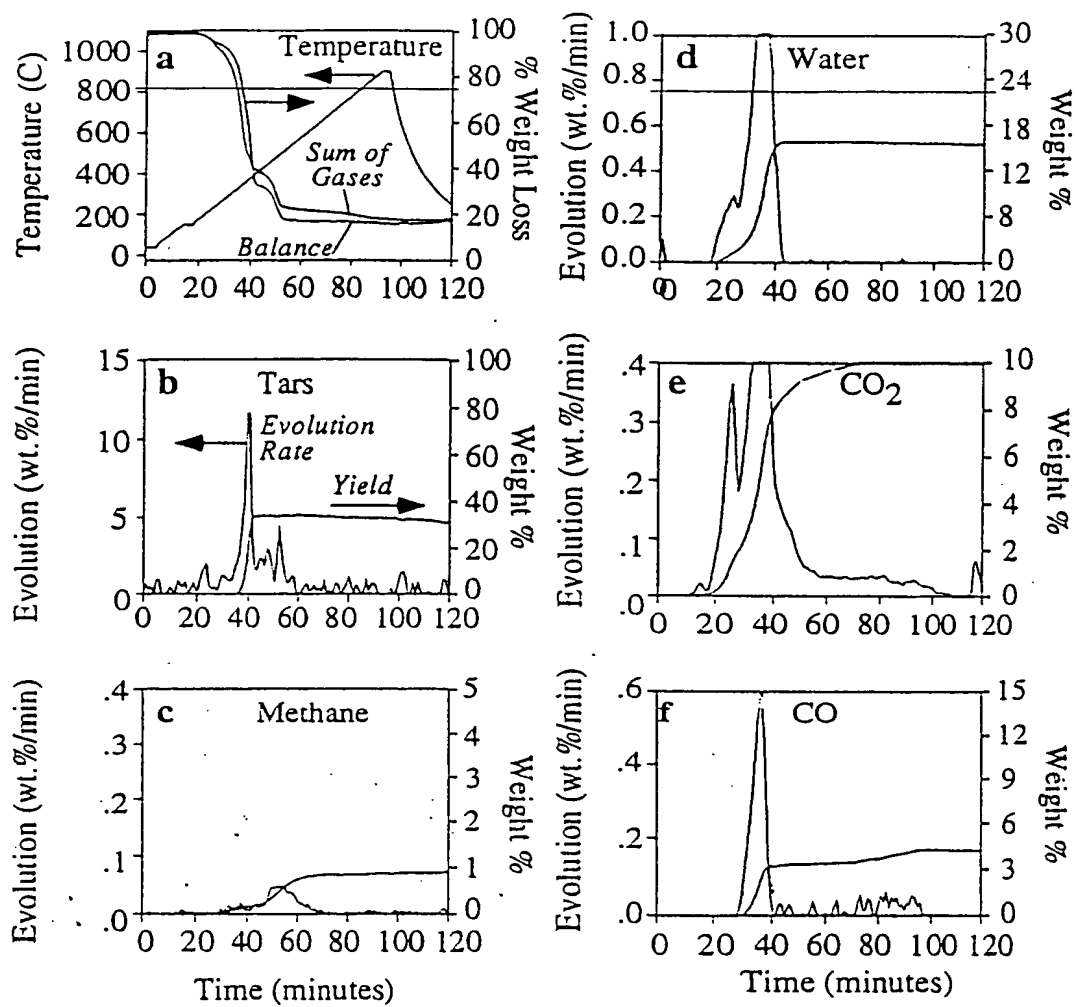 a
Temperature
Temperature (C)
1000
800
600
400
200
0
100
80
60
40
20
0
% Weight Loss
Sum of
Gases
Balance
0 20 40 60 80 100 120
d
Water
Evolution (wt.%/min)
1.0
0.8
0.6
0.4
0.2
0.0
30
24
18
15
8
0
Weight %
0 20 40 60 80 100 120
b
Tars
Evolution
Rate
Yield
Evolution (wt.%/min)
15
10
5
0
100
80
60
40
20
0
Weight %
0 20 40 60 80 100 120
e
CO2
Evolution (wt.%/min)
.4
.3
.2
.1
.0
10
8
6
4
2
0
Weight %
0 20 40 60 80 100 120
c
Methane
Evolution (wt.%/min)
.4
.3
.2
.1
.0
5
4
3
2
1
0
Weight %
0 20 40 60 80 100 120
Time (minutes)
f
CO
Evolution (wt.%/min)
.6
.4
.2
.0
15
12
9
6
3
0
Weight %
0 20 40 60 80 100 120
Time (minutes)